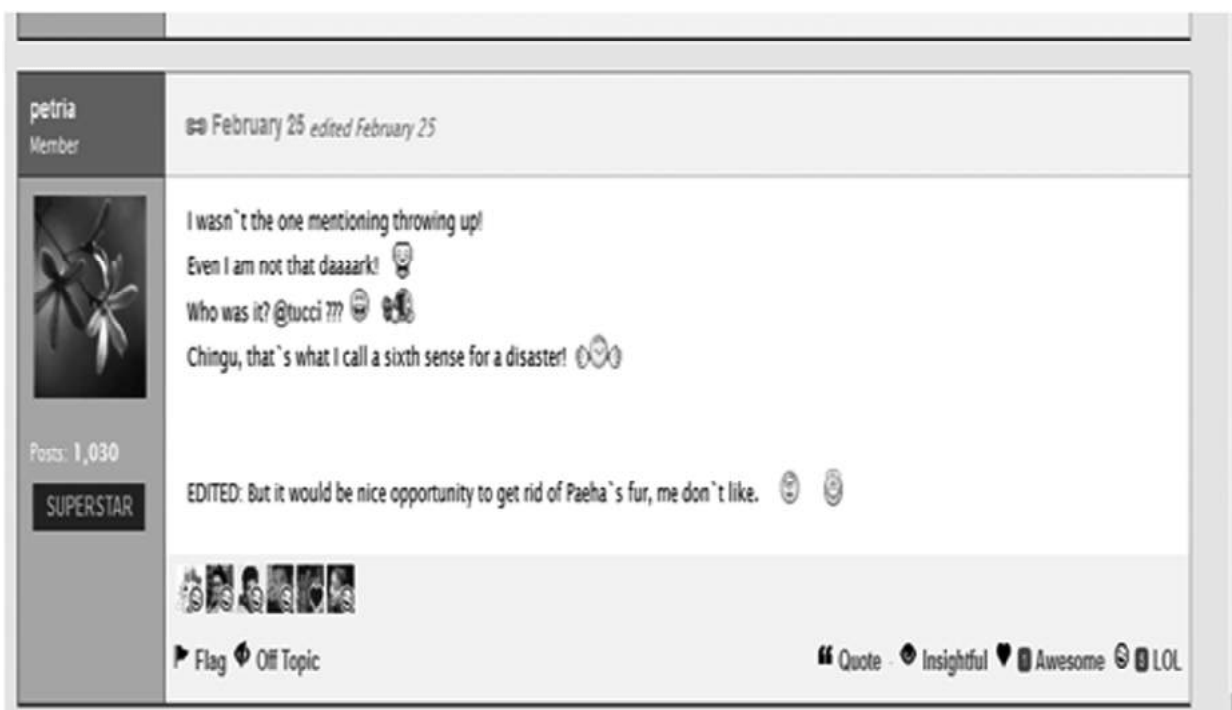 petria
Member
February 25 edited February 25
I wasn`t the one mentioning throwing up!
Even I am not that daaaark!
Who was it? @tucci ???
Chingu, that`s what I call a sixth sense for a disaster!
Posts: 1,030
SUPERSTAR
EDITED: But it would be nice opportunity to get rid of Paeha`s fur, me don`t like.
Flag Off Topic
Quote · Insightful 1 Awesome 5 LOL